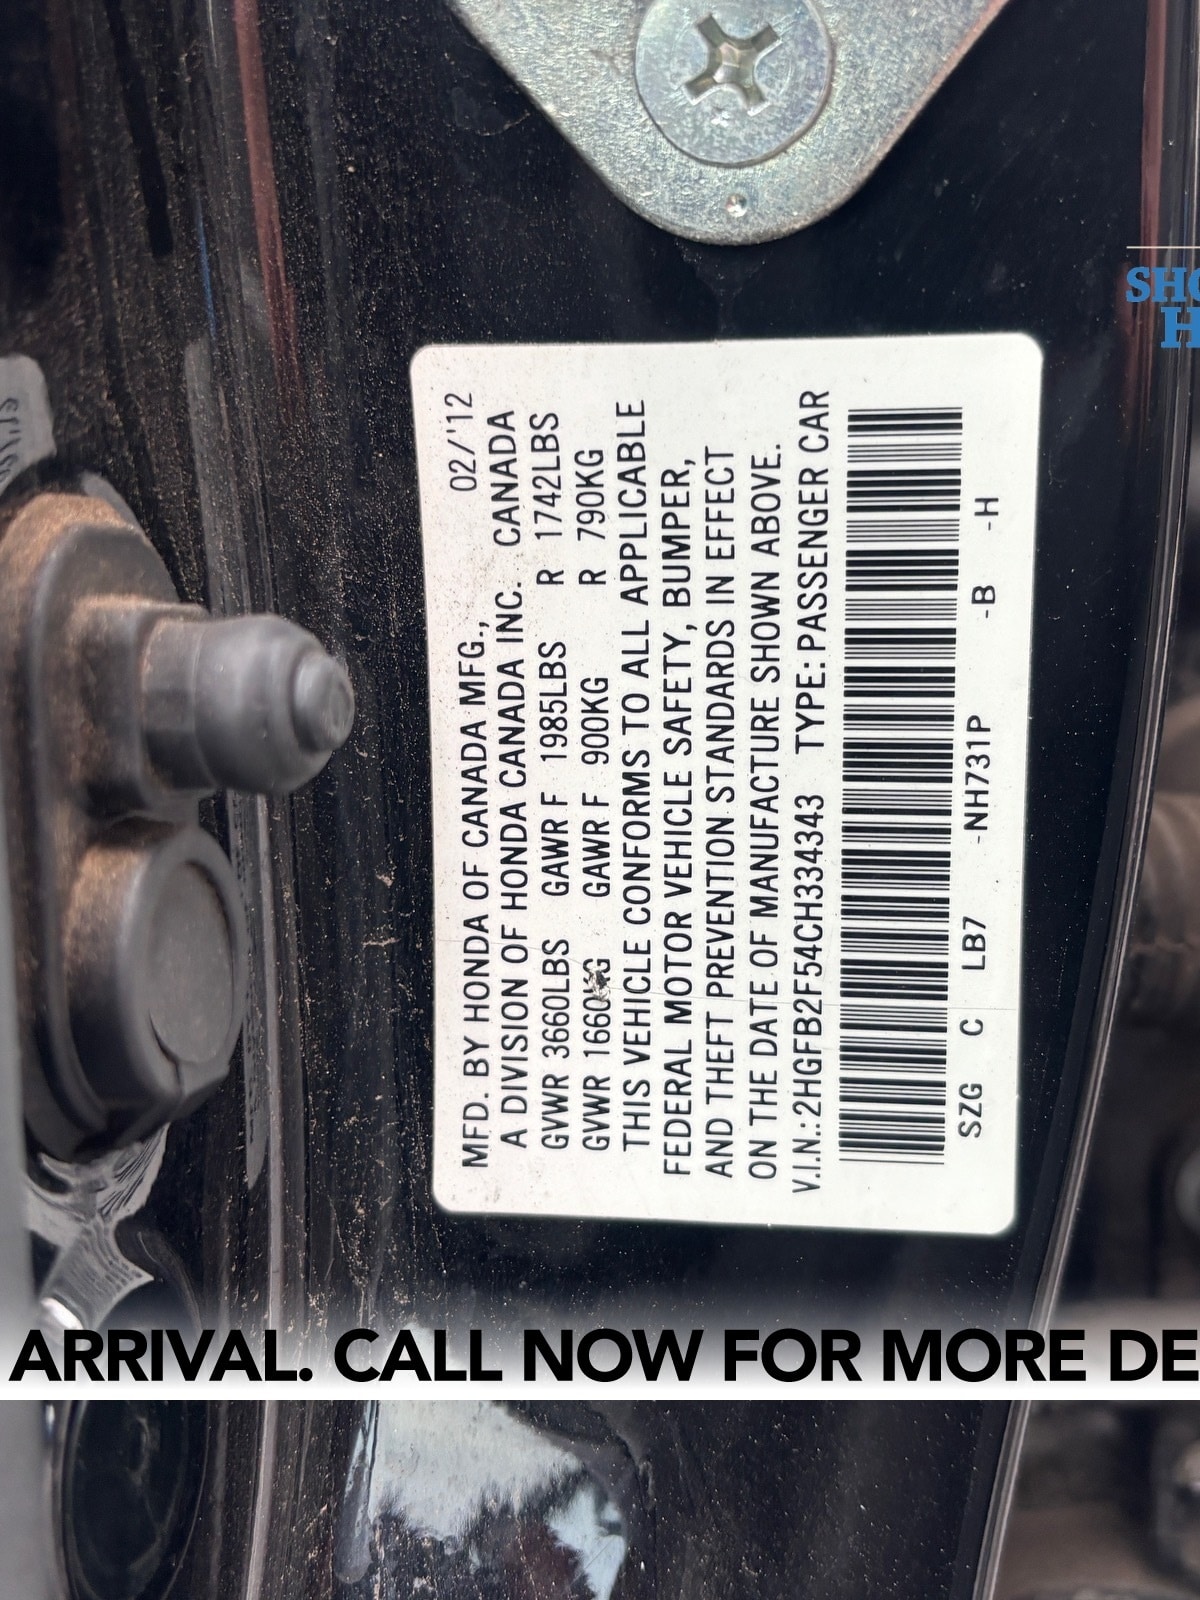 MFD. BY HONDA OF CANADA MFG., 02/'12
A DIVISION OF HONDA CANADA INC. CANADA
GVWR 3660LBS GAWR F 1985LBS R 1742LBS
GVWR 1660KG GAWR F 900KG R 790KG
THIS VEHICLE CONFORMS TO ALL APPLICABLE
FEDERAL MOTOR VEHICLE SAFETY, BUMPER,
AND THEFT PREVENTION STANDARDS IN EFFECT
ON THE DATE OF MANUFACTURE SHOWN ABOVE.
V.I.N.:2HGFB2F54CH334343 TYPE:PASSENGER CAR
SZG C LB7 -NH731P -B -H
ARRIVAL. CALL NOW FOR MORE DE